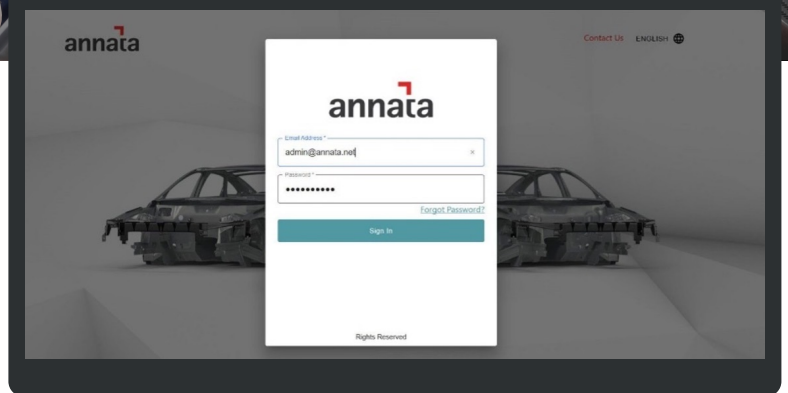 annata
Contact Us ENGLISH
annata
Email Address *
admin@annata.net
×
Password *
••••••••••
Forgot Password?
Sign In
Rights Reserved